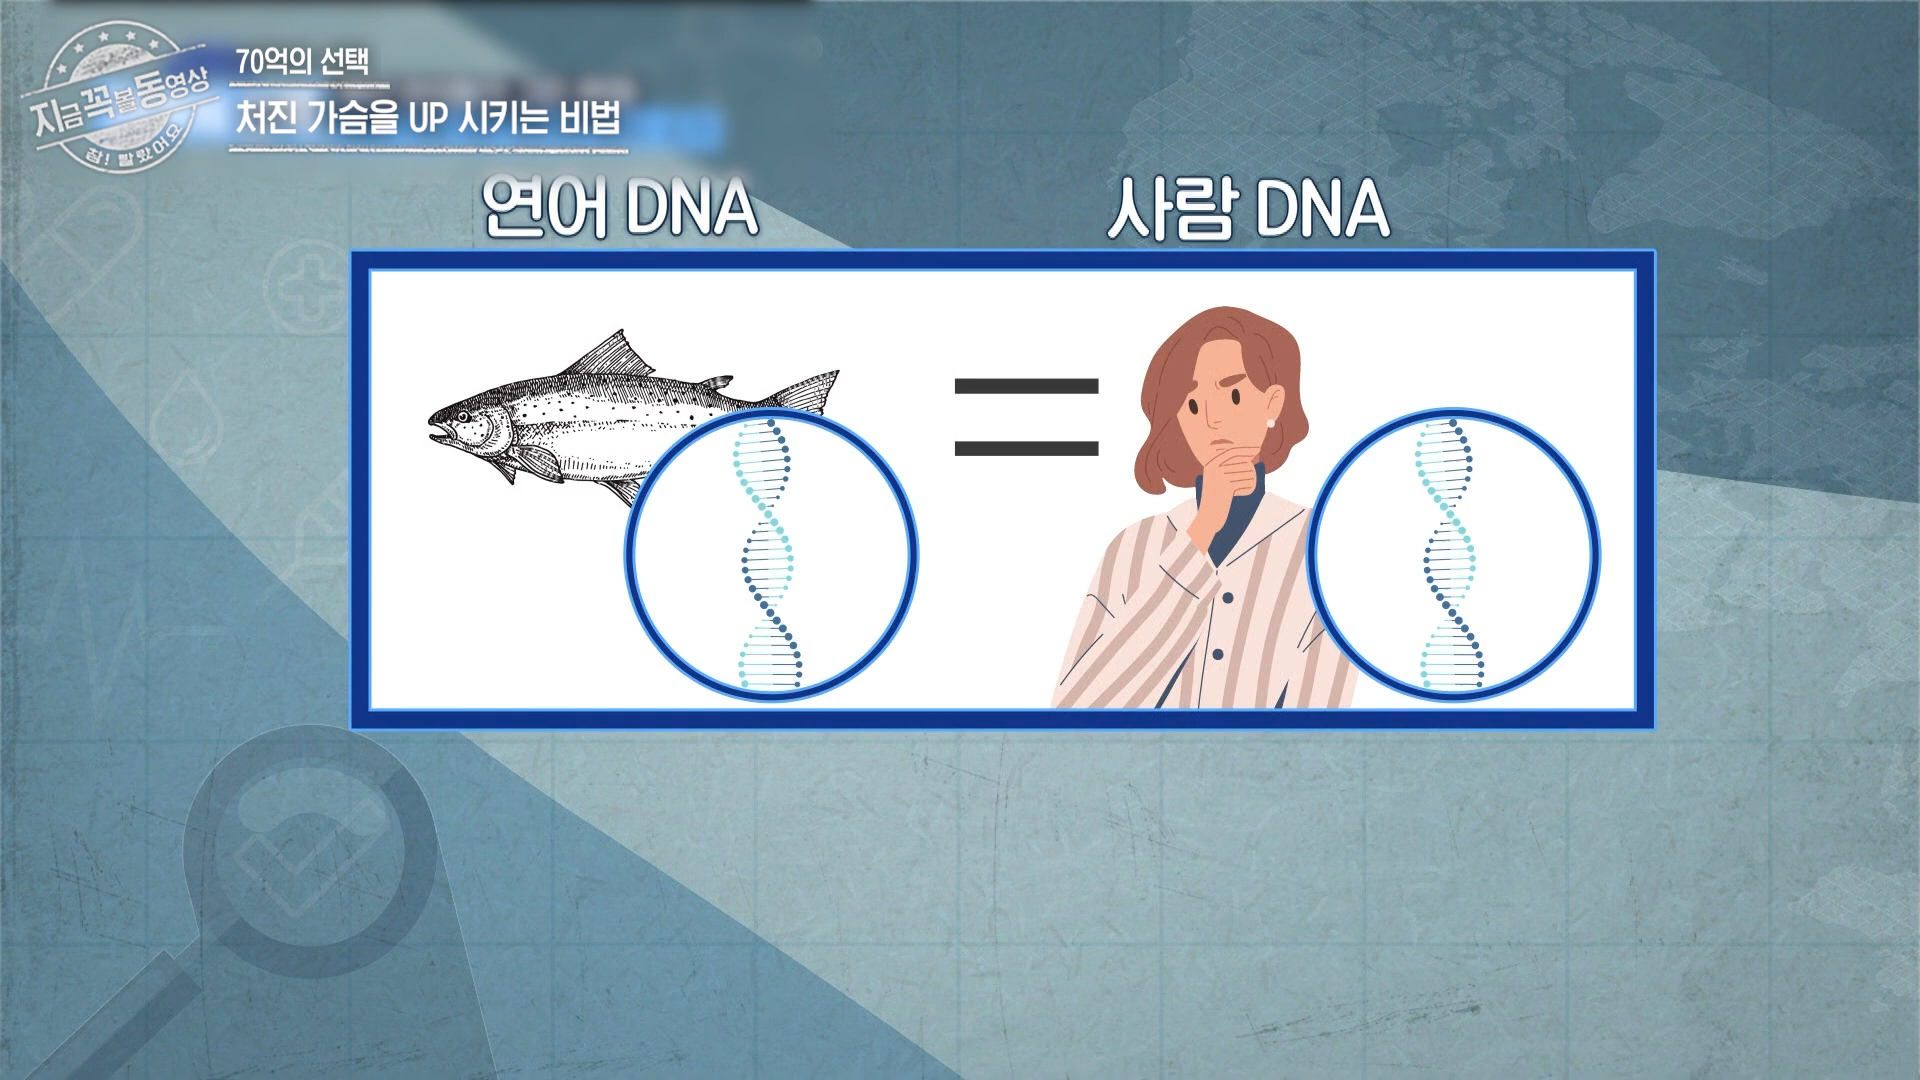 지금 꼭 볼 동영상
참! 잘 팠어요
70억의 선택
처진 가슴을 UP 시키는 비법
연어 DNA
사람 DNA